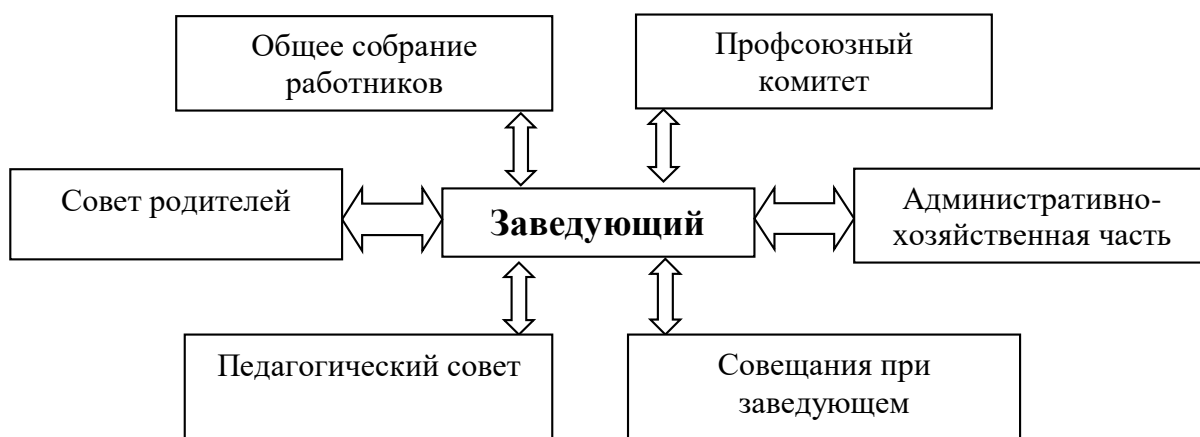 Общее собрание
работников
Профсоюзный
комитет
Совет родителей
Заведующий
Административно-
хозяйственная часть
Педагогический совет
Совещания при
заведующем